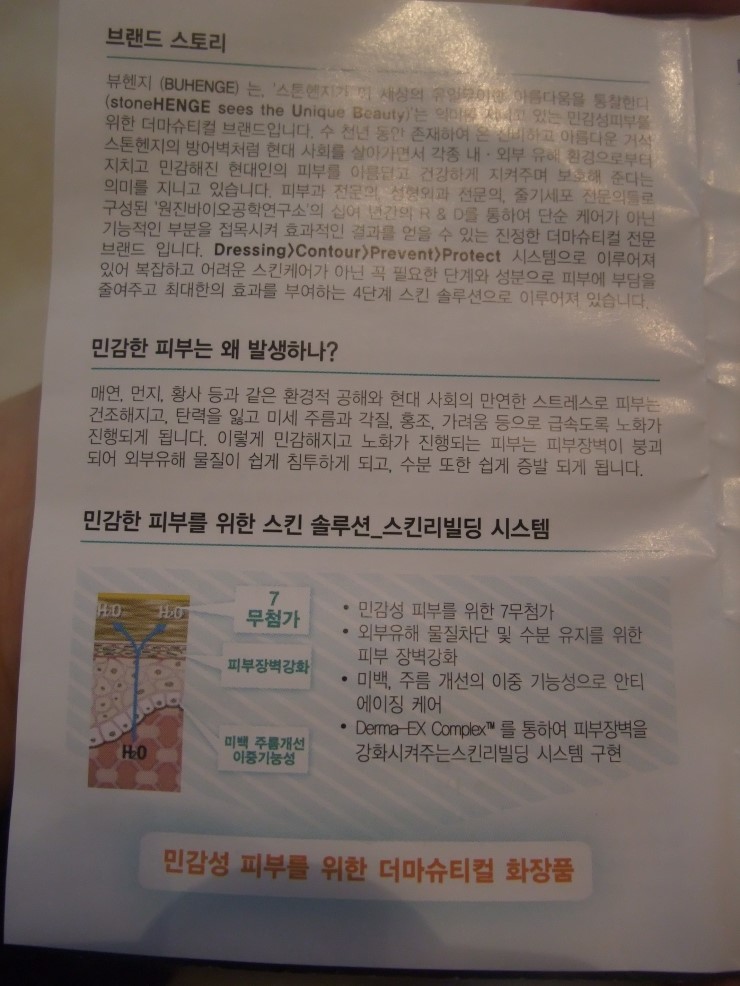 브랜드 스토리
뷰헨지 (BUHENGE) 는, '스톤헨지가 이 세상의 유일무이한 아름다움을 통찰한다
(stoneHENGE sees the Unique Beauty)'는 의미를 지니고 있는 민감성피부를
위한 더마슈티컬 브랜드입니다. 수 천년 동안 존재하여 온 신비하고 아름다운 거석
스톤헨지의 방어벽처럼 현대 사회를 살아가면서 각종 내 · 외부 유해 환경으로부터
지치고 민감해진 현대인의 피부를 아름답고 건강하게 지켜주며 보호해 준다는
의미를 지니고 있습니다. 피부과 전문의, 성형외과 전문의, 줄기세포 전문의들로
구성된 '원진바이오공학연구소'의 십여 년간의 R & D를 통하여 단순 케어가 아닌
기능적인 부분을 접목시켜 효과적인 결과를 얻을 수 있는 진정한 더마슈티컬 전문
브랜드 입니다. Dressing〉Contour〉Prevent〉Protect 시스템으로 이루어져
있어 복잡하고 어려운 스킨케어가 아닌 꼭 필요한 단계와 성분으로 피부에 부담을
줄여주고 최대한의 효과를 부여하는 4단계 스킨 솔루션으로 이루어져 있습니다.
민감한 피부는 왜 발생하나?
매연, 먼지, 황사 등과 같은 환경적 공해와 현대 사회의 만연한 스트레스로 피부는
건조해지고, 탄력을 잃고 미세 주름과 각질, 홍조, 가려움 등으로 급속도록 노화가
진행되게 됩니다. 이렇게 민감해지고 노화가 진행되는 피부는 피부장벽이 붕괴
되어 외부유해 물질이 쉽게 침투하게 되고, 수분 또한 쉽게 증발 되게 됩니다.
민감한 피부를 위한 스킨 솔루션_스킨리빌딩 시스템
H₂O H₂O
7
무첨가
피부장벽강화
미백 주름개선
이중기능성
H₂O
• 민감성 피부를 위한 7무첨가
• 외부유해 물질차단 및 수분 유지를 위한
피부 장벽강화
• 미백, 주름 개선의 이중 기능성으로 안티
에이징 케어
• Derma-EX Complex™ 를 통하여 피부장벽을
강화시켜주는스킨리빌딩 시스템 구현
민감성 피부를 위한 더마슈티컬 화장품